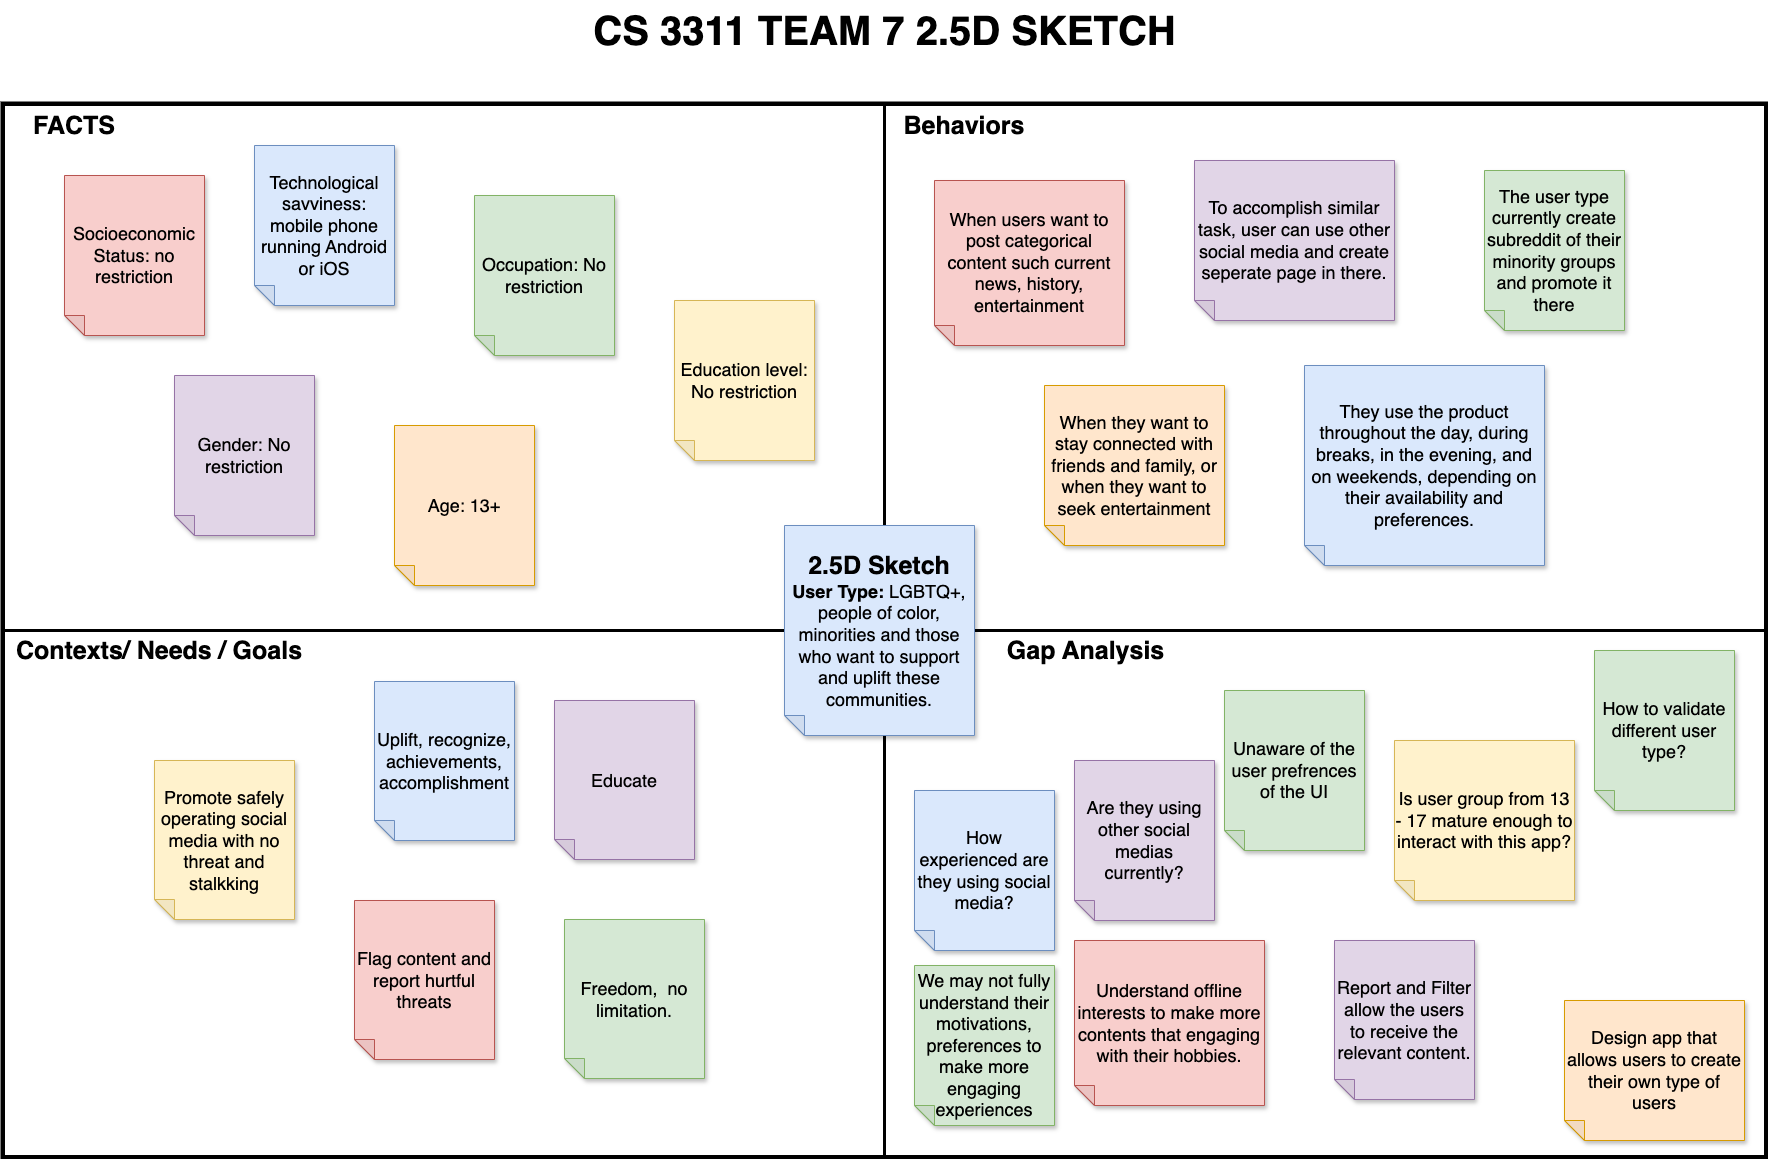 CS 3311 TEAM 7 2.5D SKETCH
FACTS
Socioeconomic
Status: no
restriction
Technological
savviness:
mobile phone
running Android
or iOS
Occupation: No
restriction
Education level:
No restriction
Gender: No
restriction
Age: 13+
Behaviors
When users want to
post categorical
content such current
news, history,
entertainment
To accomplish similar
task, user can use other
social media and create
seperate page in there.
The user type
currently create
subreddit of their
minority groups
and promote it
there
When they want to
stay connected with
friends and family, or
when they want to
seek entertainment
They use the product
throughout the day, during
breaks, in the evening, and
on weekends, depending on
their availability and
preferences.
2.5D Sketch
User Type: LGBTQ+,
people of color,
minorities and those
who want to support
and uplift these
communities.
Contexts/ Needs / Goals
Promote safely
operating social
media with no
threat and
stalkking
Uplift, recognize,
achievements,
accomplishment
Educate
Flag content and
report hurtful
threats
Freedom, no
limitation.
Gap Analysis
How
experienced are
they using social
media?
Are they using
other social
medias
currently?
Unaware of the
user prefrences
of the UI
Is user group from 13
- 17 mature enough to
interact with this app?
How to validate
different user
type?
We may not fully
understand their
motivations,
preferences to
make more
engaging
experiences
Understand offline
interests to make more
contents that engaging
with their hobbies.
Report and Filter
allow the users
to receive the
relevant content.
Design app that
allows users to create
their own type of
users